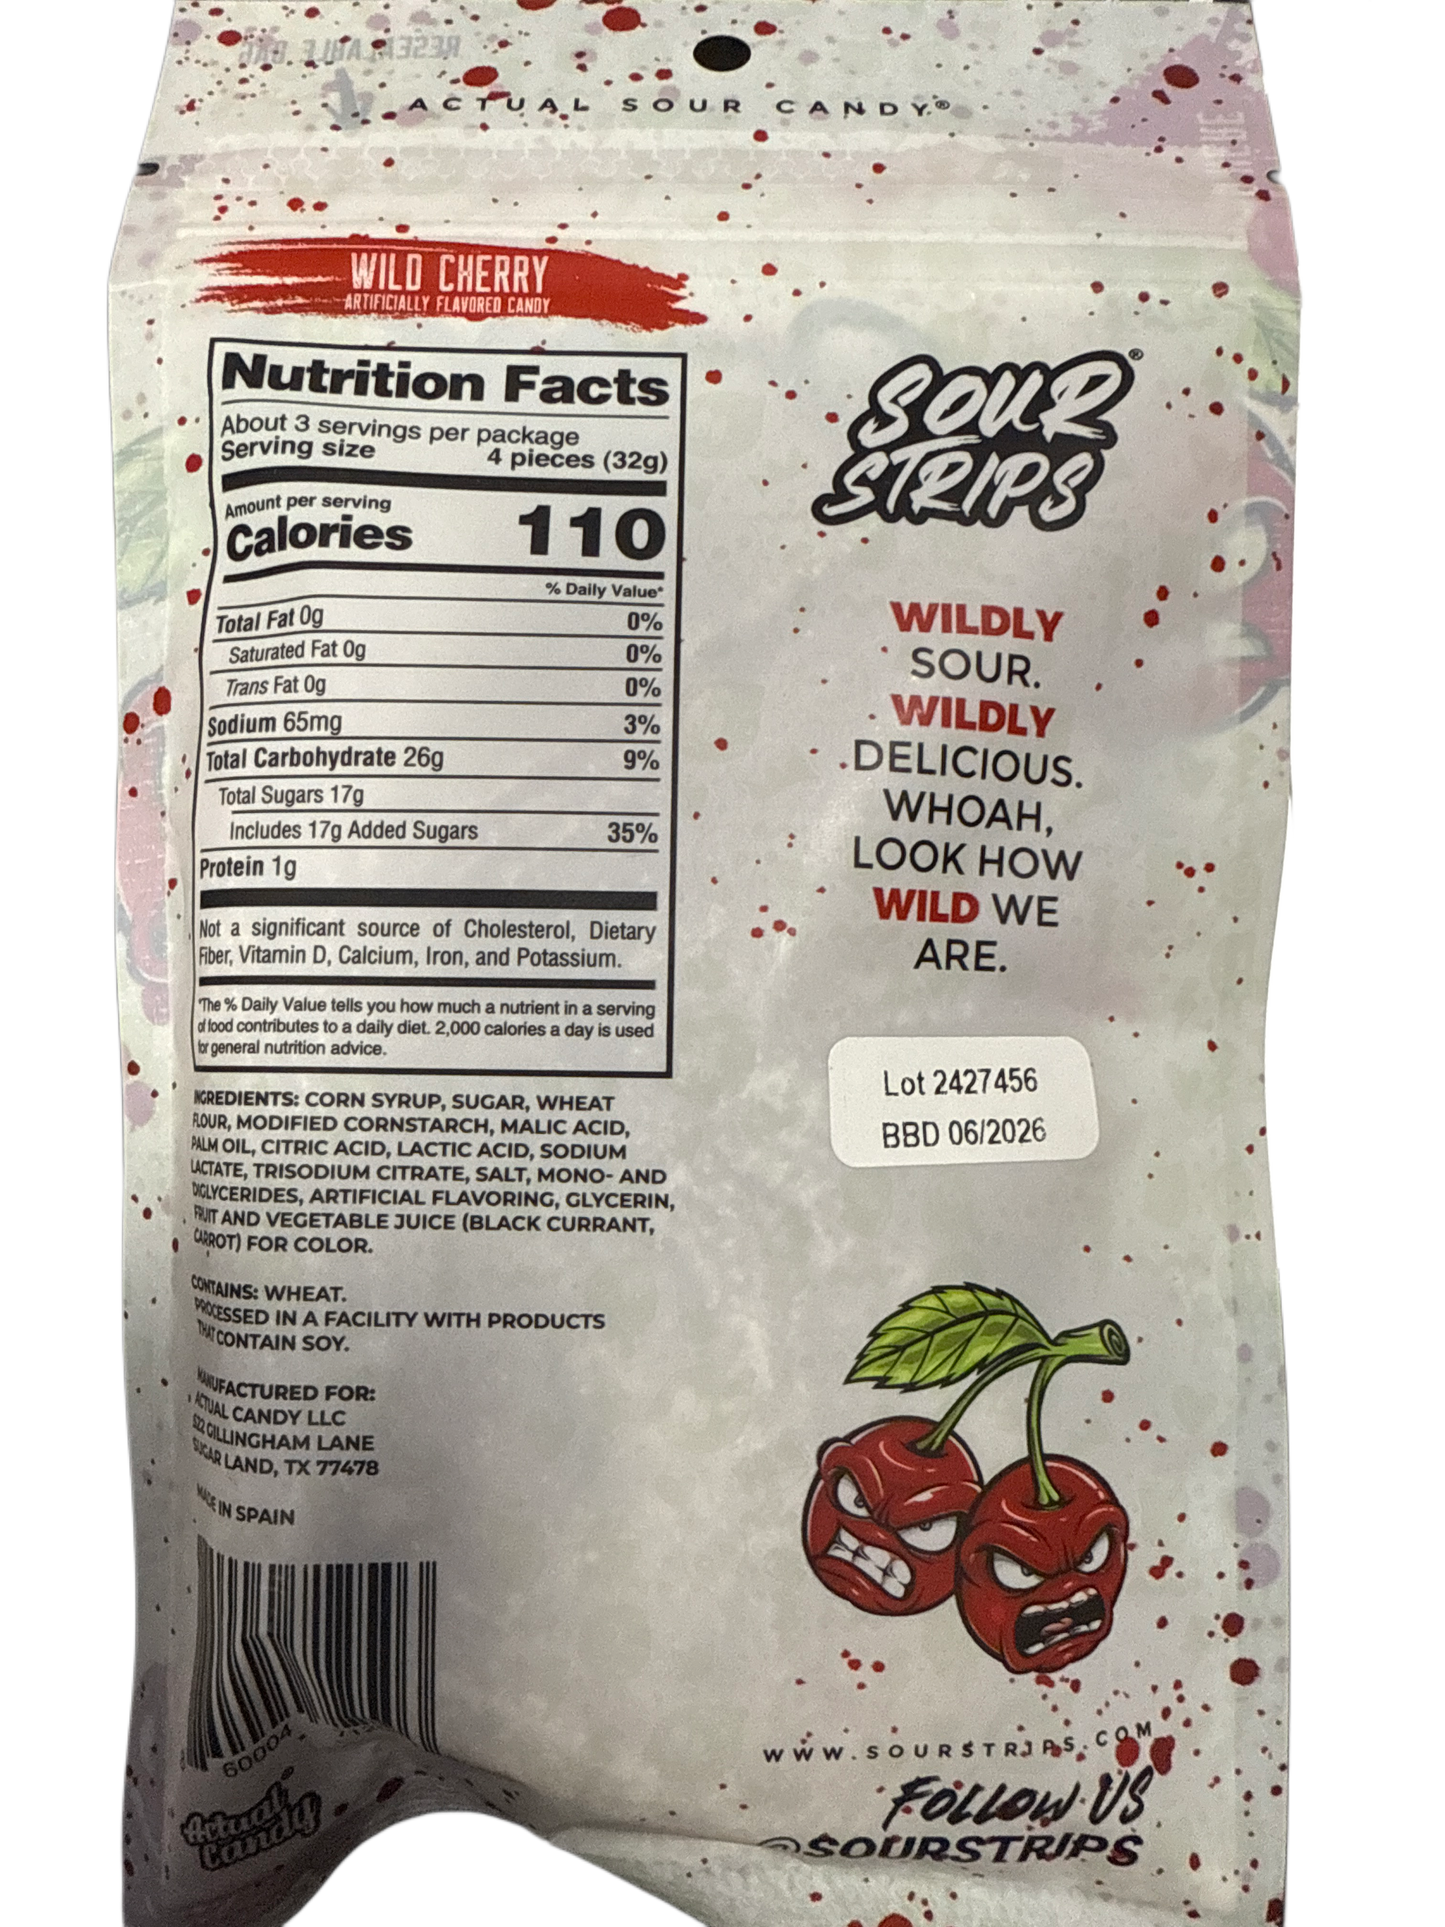 RESEALABLE BAG
ACTUAL SOUR CANDY.®
WILD CHERRY
ARTIFICIALLY FLAVORED CANDY
Nutrition Facts
About 3 servings per package
Serving size 4 pieces (32g)
Amount per serving
Calories 110
% Daily Value*
Total Fat 0g 0%
Saturated Fat 0g 0%
Trans Fat 0g 0%
Sodium 65mg 3%
Total Carbohydrate 26g 9%
Total Sugars 17g
Includes 17g Added Sugars 35%
Protein 1g
Not a significant source of Cholesterol, Dietary
Fiber, Vitamin D, Calcium, Iron, and Potassium.
*The % Daily Value tells you how much a nutrient in a serving
of food contributes to a daily diet. 2,000 calories a day is used
for general nutrition advice.
INGREDIENTS: CORN SYRUP, SUGAR, WHEAT
FLOUR, MODIFIED CORNSTARCH, MALIC ACID,
PALM OIL, CITRIC ACID, LACTIC ACID, SODIUM
LACTATE, TRISODIUM CITRATE, SALT, MONO- AND
DIGLYCERIDES, ARTIFICIAL FLAVORING, GLYCERIN,
FRUIT AND VEGETABLE JUICE (BLACK CURRANT,
CARROT) FOR COLOR.
CONTAINS: WHEAT.
PROCESSED IN A FACILITY WITH PRODUCTS
THAT CONTAIN SOY.
MANUFACTURED FOR:
ACTUAL CANDY LLC
522 GILLINGHAM LANE
SUGAR LAND, TX 77478
MADE IN SPAIN
60004
Actual
Candy
SOUR®
STRIPS
WILDLY
SOUR.
WILDLY
DELICIOUS.
WHOAH,
LOOK HOW
WILD WE
ARE.
Lot 2427456
BBD 06/2026
WWW.SOURSTRIPS.COM
FOLLOW US
@SOURSTRIPS